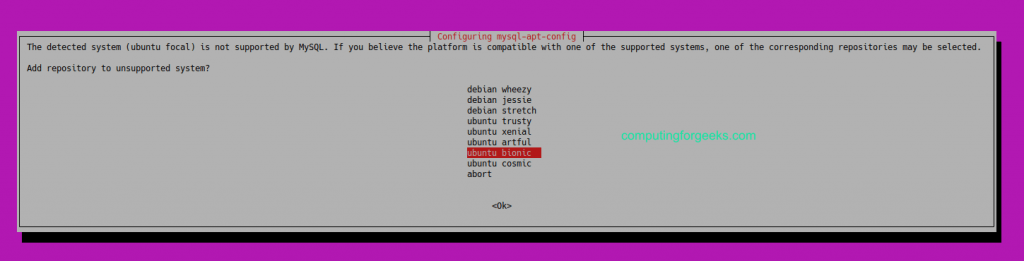 Configuring mysql-apt-config
The detected system (ubuntu focal) is not supported by MySQL. If you believe the platform is compatible with one of the supported systems, one of the corresponding repositories may be selected.
Add repository to unsupported system?
debian wheezy
debian jessie
debian stretch
ubuntu trusty
ubuntu xenial
ubuntu artful
ubuntu bionic
ubuntu cosmic
abort
computingforgeeks.com
<Ok>